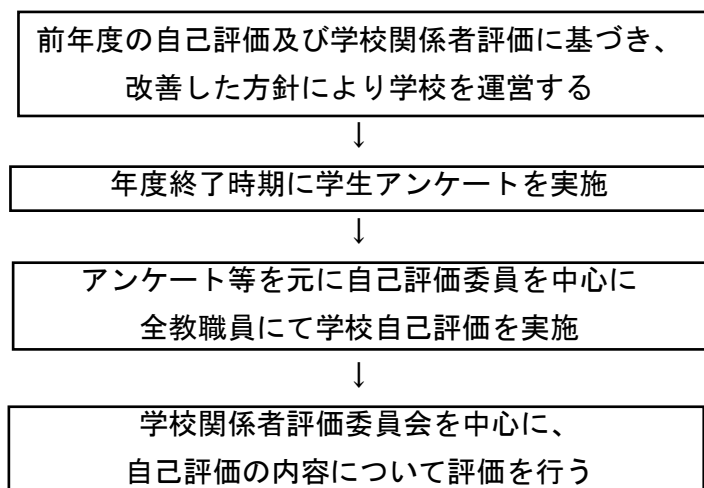 前年度の自己評価及び学校関係者評価に基づき、
改善した方針により学校を運営する
↓
年度終了時期に学生アンケートを実施
↓
アンケート等を元に自己評価委員を中心に
全教職員にて学校自己評価を実施
↓
学校関係者評価委員会を中心に、
自己評価の内容について評価を行う